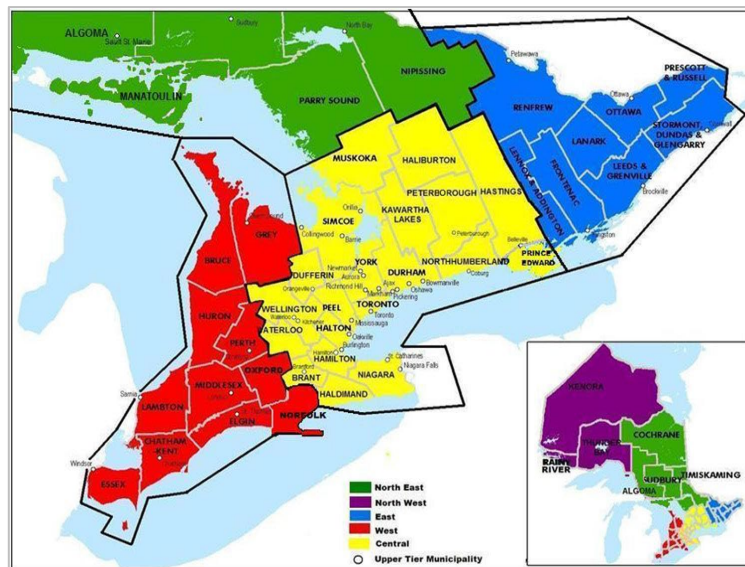 ALGOMA
Sault St. Marie
Sudbury
North Bay
Petawawa
NIPISSING
PRESCOTT
& RUSSELL
MANATOULIN
PARRY SOUND
RENFREW
Ottawa
OTTAWA
STORMONT,
DUNDAS &
GLENGARRY
Cornwall
LANARK
MUSKOKA
HALIBURTON
LENNOX & ADDINGTON
FRONTENAC
LEEDS &
GRENVILLE
Brockville
PETERBOROUGH
HASTINGS
Orillia
KAWARTHA
LAKES
SIMCOE
GREY
Collingwood
Barrie
Peterborough
Belleville
Kingston
BRUCE
YORK
Newmarket
Aurora
NORTHHUMBERLAND
PRINCE
EDWARD
DUFFERIN
DURHAM
Coburg
Orangeville
Richmond Hill
Ajax
Bowmanville
Markham
Pickering
Oshawa
HURON
WELLINGTON
PEEL
TORONTO
Toronto
Waterloo
Kitchener
Mississauga
WATERLOO
HALTON
Oakville
PERTH
Burlington
Hamilton
HAMILTON
St. Catharines
OXFORD
Brantford
BRANT
NIAGARA
Niagara Falls
MIDDLESEX
HALDIMAND
Sarnia
LAMBTON
ELGIN
NORFOLK
CHATHAM
-KENT
Windsor
ESSEX
North East
North West
East
West
Central
Upper Tier Municipality
KENORA
COCHRANE
THUNDER
BAY
RAINY
RIVER
TIMISKAMING
SUDBURY
ALGOMA